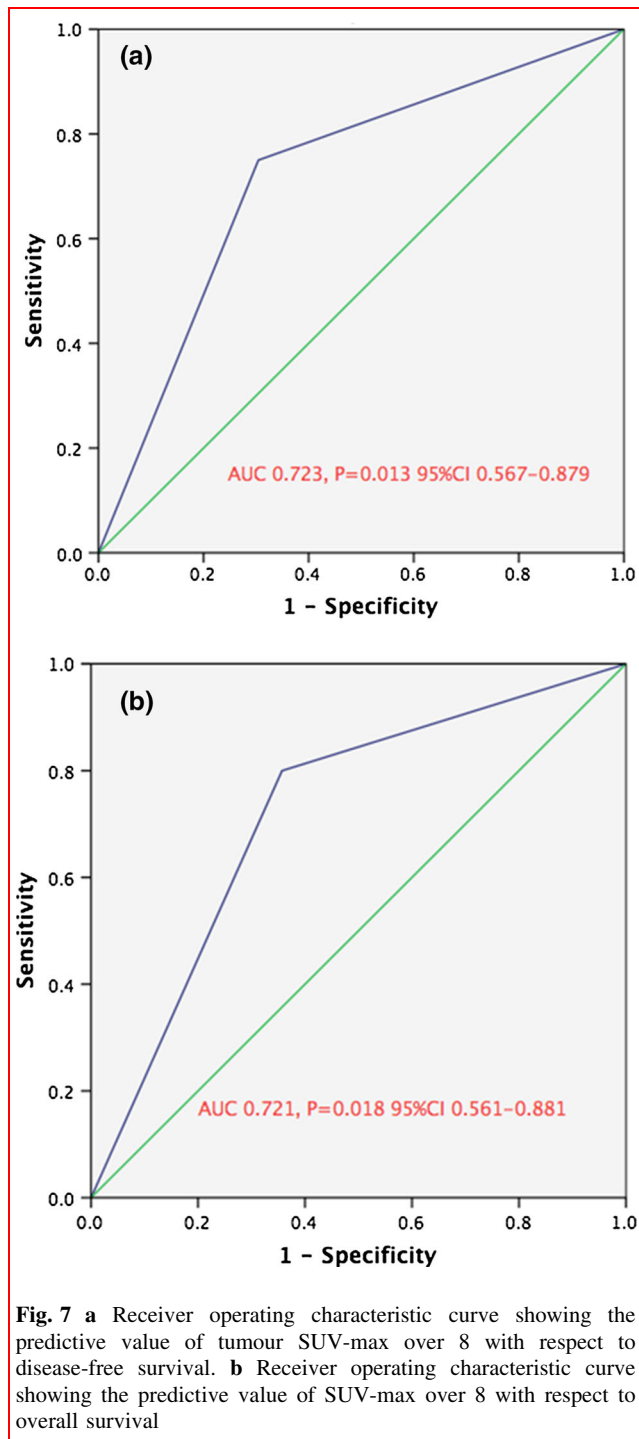 (a)
1.0
0.8
0.6
0.4
0.2
0.0
Sensitivity
AUC 0.723, P=0.013 95%CI 0.567–0.879
0.0 0.2 0.4 0.6 0.8 1.0
1 – Specificity
(b)
1.0
0.8
0.6
0.4
0.2
0.0
Sensitivity
AUC 0.721, P=0.018 95%CI 0.561–0.881
0.0 0.2 0.4 0.6 0.8 1.0
1 – Specificity
Fig. 7 a Receiver operating characteristic curve showing the
predictive value of tumour SUV-max over 8 with respect to
disease-free survival. b Receiver operating characteristic curve
showing the predictive value of SUV-max over 8 with respect to
overall survival